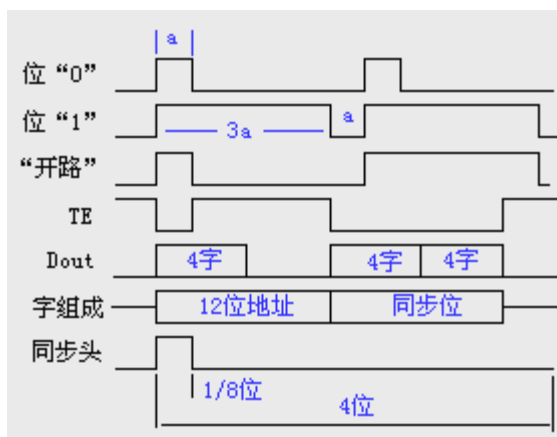 a
位“0”
位“1” 3a a
“开路”
TE
Dout 4字 4字 4字
字组成 12位地址 同步位
同步头
1/8位
4位